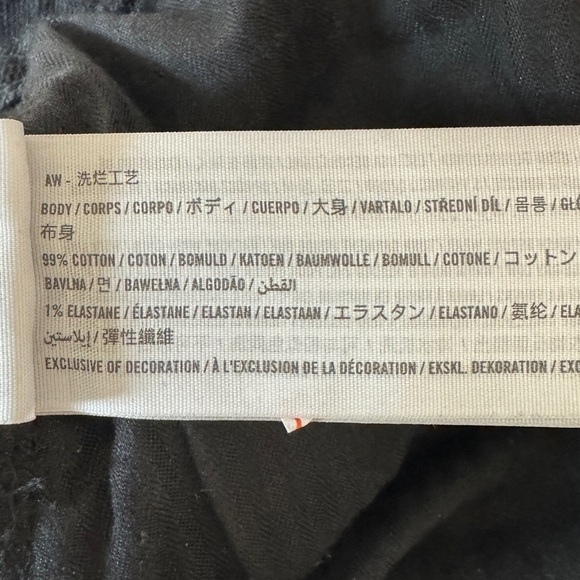 AW - 洗烂工艺
BODY / CORPS / CORPO / ボディ / CUERPO / 大身 / VARTALO / STŘEDNÍ DÍL / 몸통 /
布身
99% COTTON / COTON / BOMULD / KATOEN / BAUMWOLLE / BOMULL / COTONE / コットン
BAVLNA / 면 / BAWEŁNA / ALGODÃO / القطن
1% ELASTANE / ÉLASTANE / ELASTAN / ELASTAAN / エラスタン / ELASTANO / 氨纶 / ELA
إيلاستين / 彈性纖維
EXCLUSIVE OF DECORATION / À L'EXCLUSION DE LA DÉCORATION / EKSKL. DEKORATION / EXC